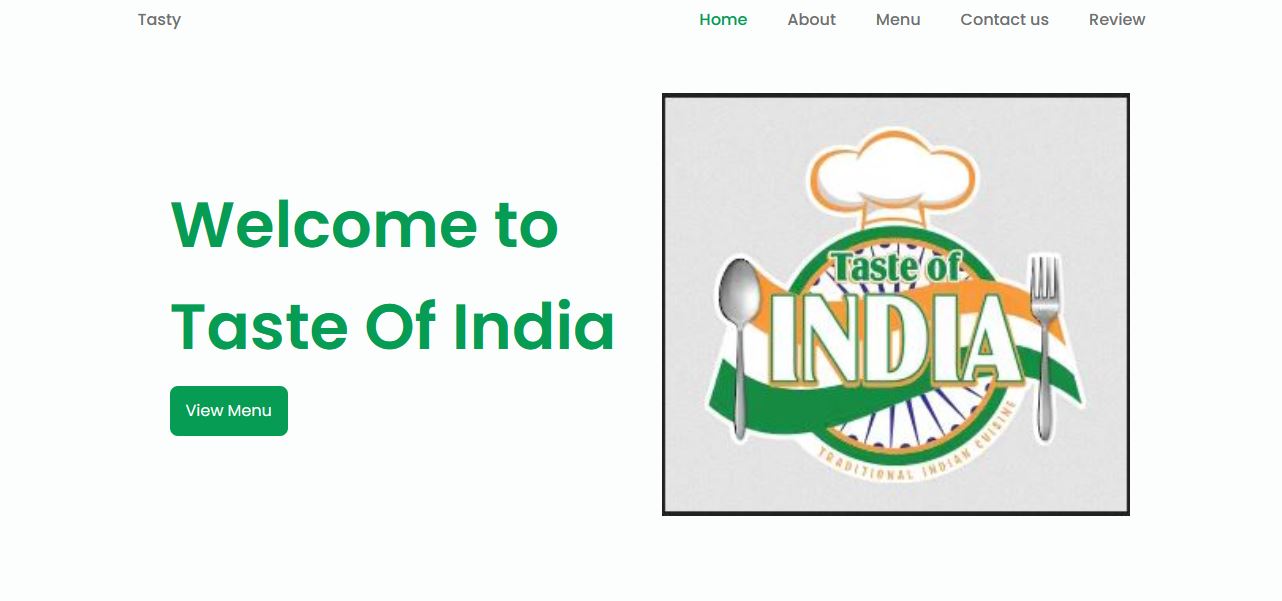 Tasty
Home About Menu Contact us Review
Welcome to
Taste Of India
View Menu
Taste of
INDIA
TRADITIONAL INDIAN CUISINE